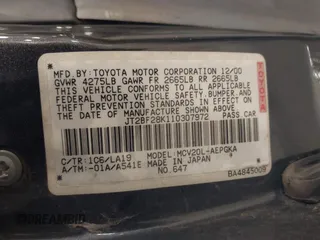 MFD. BY: TOYOTA MOTOR CORPORATION 12/00
GVWR 4275LB GAWR FR 2665LB RR 2665LB
THIS VEHICLE CONFORMS TO ALL APPLICABLE
FEDERAL MOTOR VEHICLE SAFETY, BUMPER, AND
THEFT PREVENTION STANDARDS IN EFFECT ON
THE DATE OF MANUFACTURE SHOWN ABOVE.
JT2BF28K110307972 PASS.CAR
C/TR: 1C6/LA19 MODEL: MCV20L-AEPGKA
A/TM: -01A/A541E MADE IN JAPAN
NO.647 BA4845009